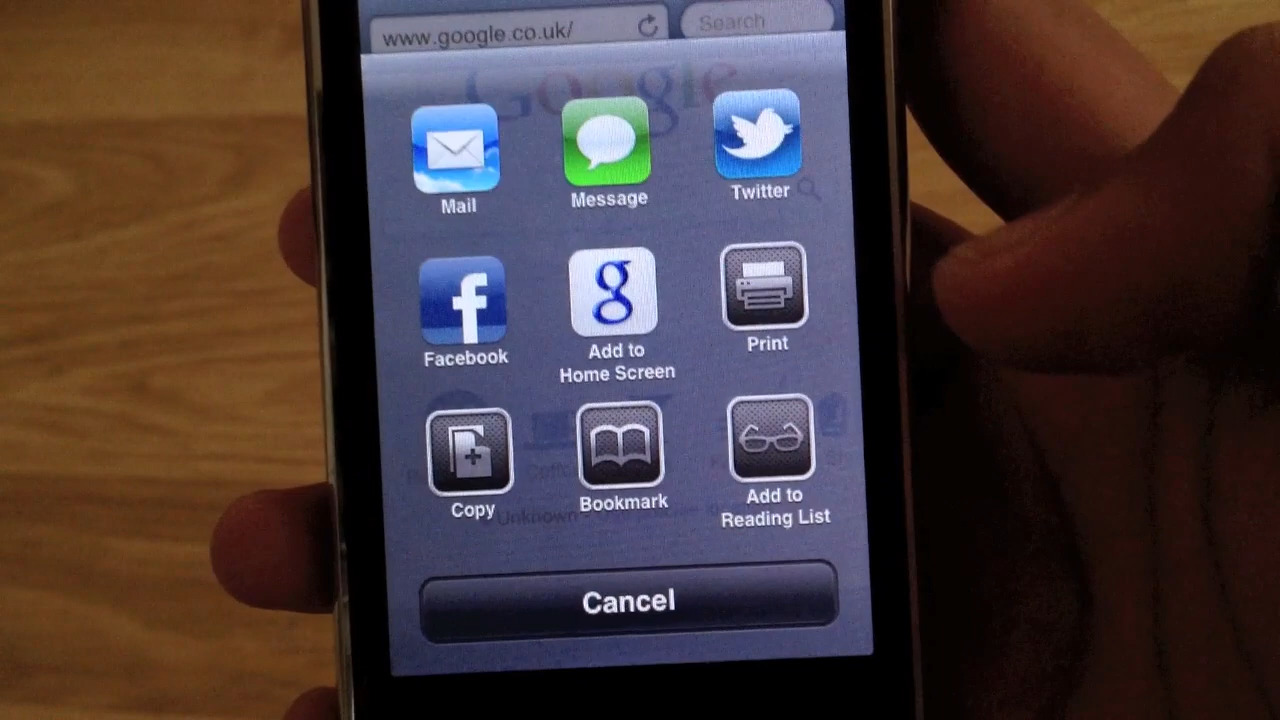 www.google.co.uk/
Search
Google
Mail
Message
Twitter
Facebook
Add to
Home Screen
Print
Copy
Bookmark
Add to
Reading List
Unknown
Cancel